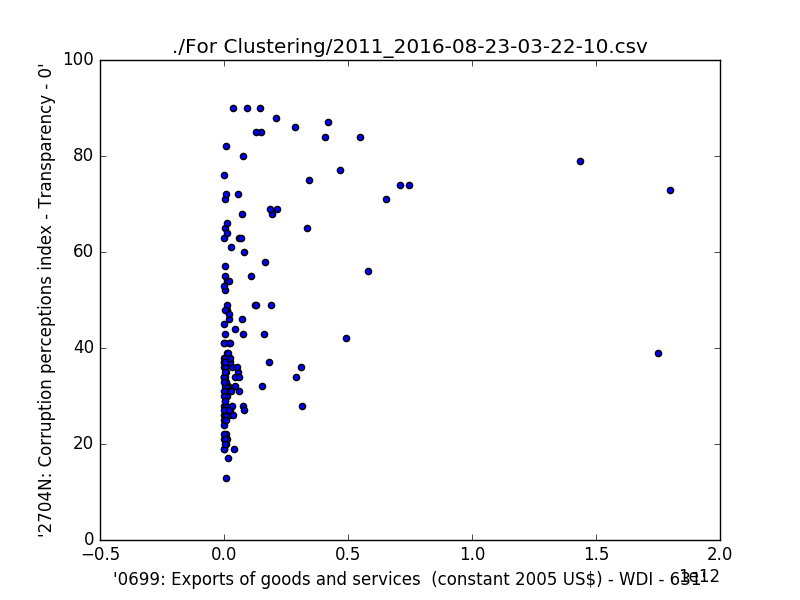 ./For Clustering/2011_2016-08-23-03-22-10.csv
100
80
60
40
20
0
'2704N: Corruption perceptions index - Transparency - 0'
−0.5 0.0 0.5 1.0 1.5 2.0
1e12
'0699: Exports of goods and services (constant 2005 US$) - WDI - 631'